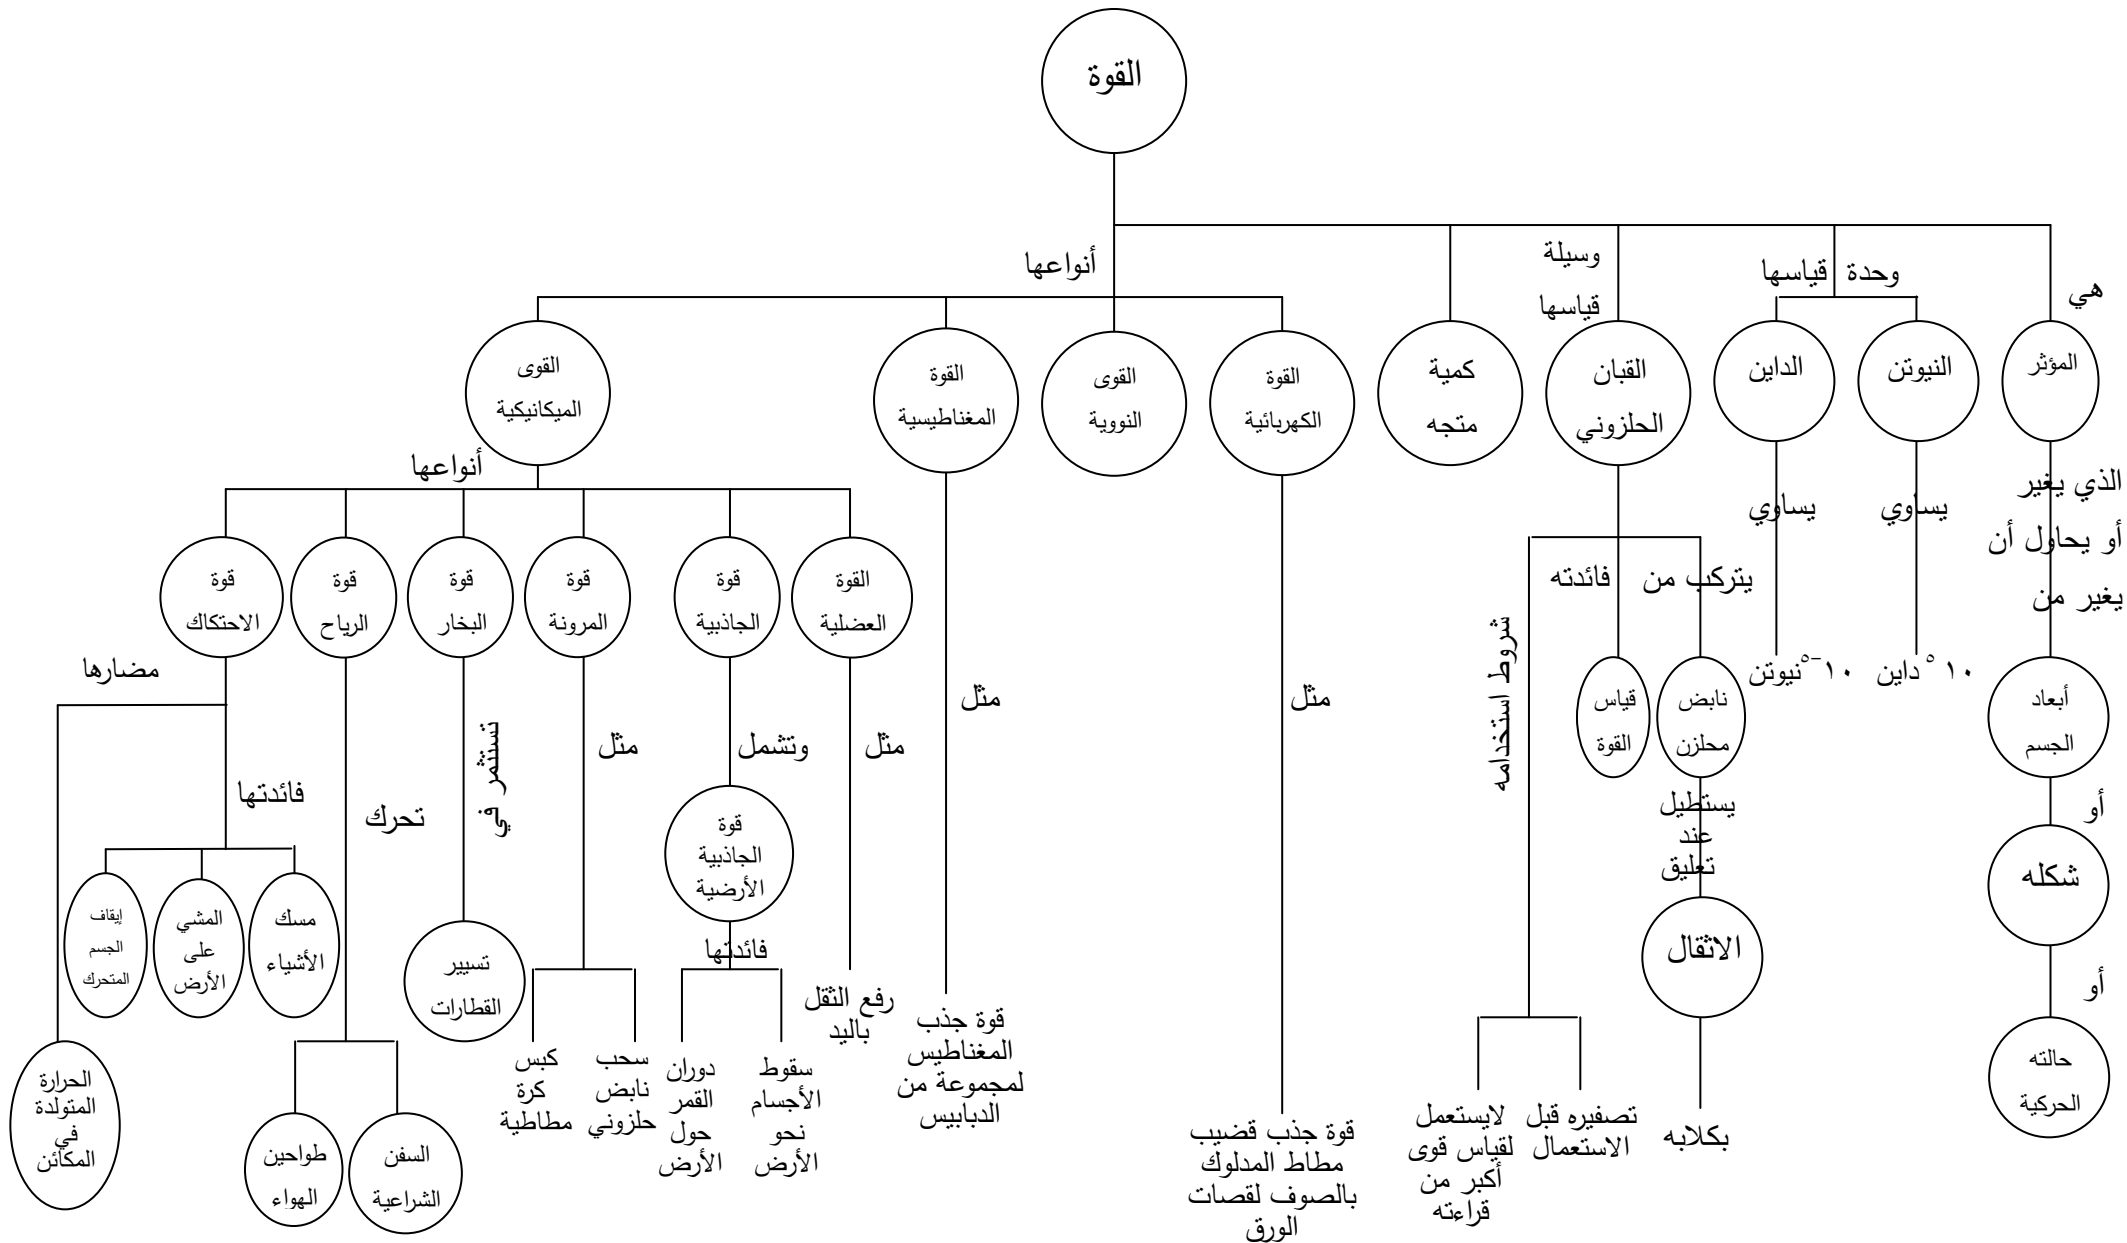 القوة
هي
وحدة قياسها
وسيلة
قياسها
أنواعها
المؤثر
النيوتن
الداين
القبان
الحلزوني
كمية
متجه
القوة
الكهربائية
القوى
النووية
القوة
المغناطيسية
القوى
الميكانيكية
الذي يغير
أو يحاول أن
يغير من
أبعاد
الجسم
أو
شكله
أو
حالته
الحركية
يساوي
١٠ ٥ داين
يساوي
١٠ −٥ نيوتن
يتركب من
نابض
محلزن
يستطيل
عند
تعليق
الاثقال
بكلابه
فائدته
قياس
القوة
شروط استخدامه
تصفيره قبل
الاستعمال
لايستعمل
لقياس قوى
أكبر من
قراءته
مثل
قوة جذب قضيب
مطاط المدلوك
بالصوف لقصات
الورق
مثل
قوة جذب
المغناطيس
لمجموعة من
الدبابيس
أنواعها
القوة
العضلية
مثل
رفع الثقل
باليد
قوة
الجاذبية
وتشمل
قوة
الجاذبية
الأرضية
فائدتها
سقوط
الأجسام
نحو
الأرض
دوران
القمر
حول
الأرض
قوة
المرونة
مثل
سحب
نابض
حلزوني
كبس
كرة
مطاطية
قوة
البخار
تستثمر في
تسيير
القطارات
قوة
الرياح
تحرك
السفن
الشراعية
طواحين
الهواء
قوة
الاحتكاك
فائدتها
مسك
الأشياء
المشي
على
الأرض
إيقاف
الجسم
المتحرك
مضارها
الحرارة
المتولدة
في
المكائن